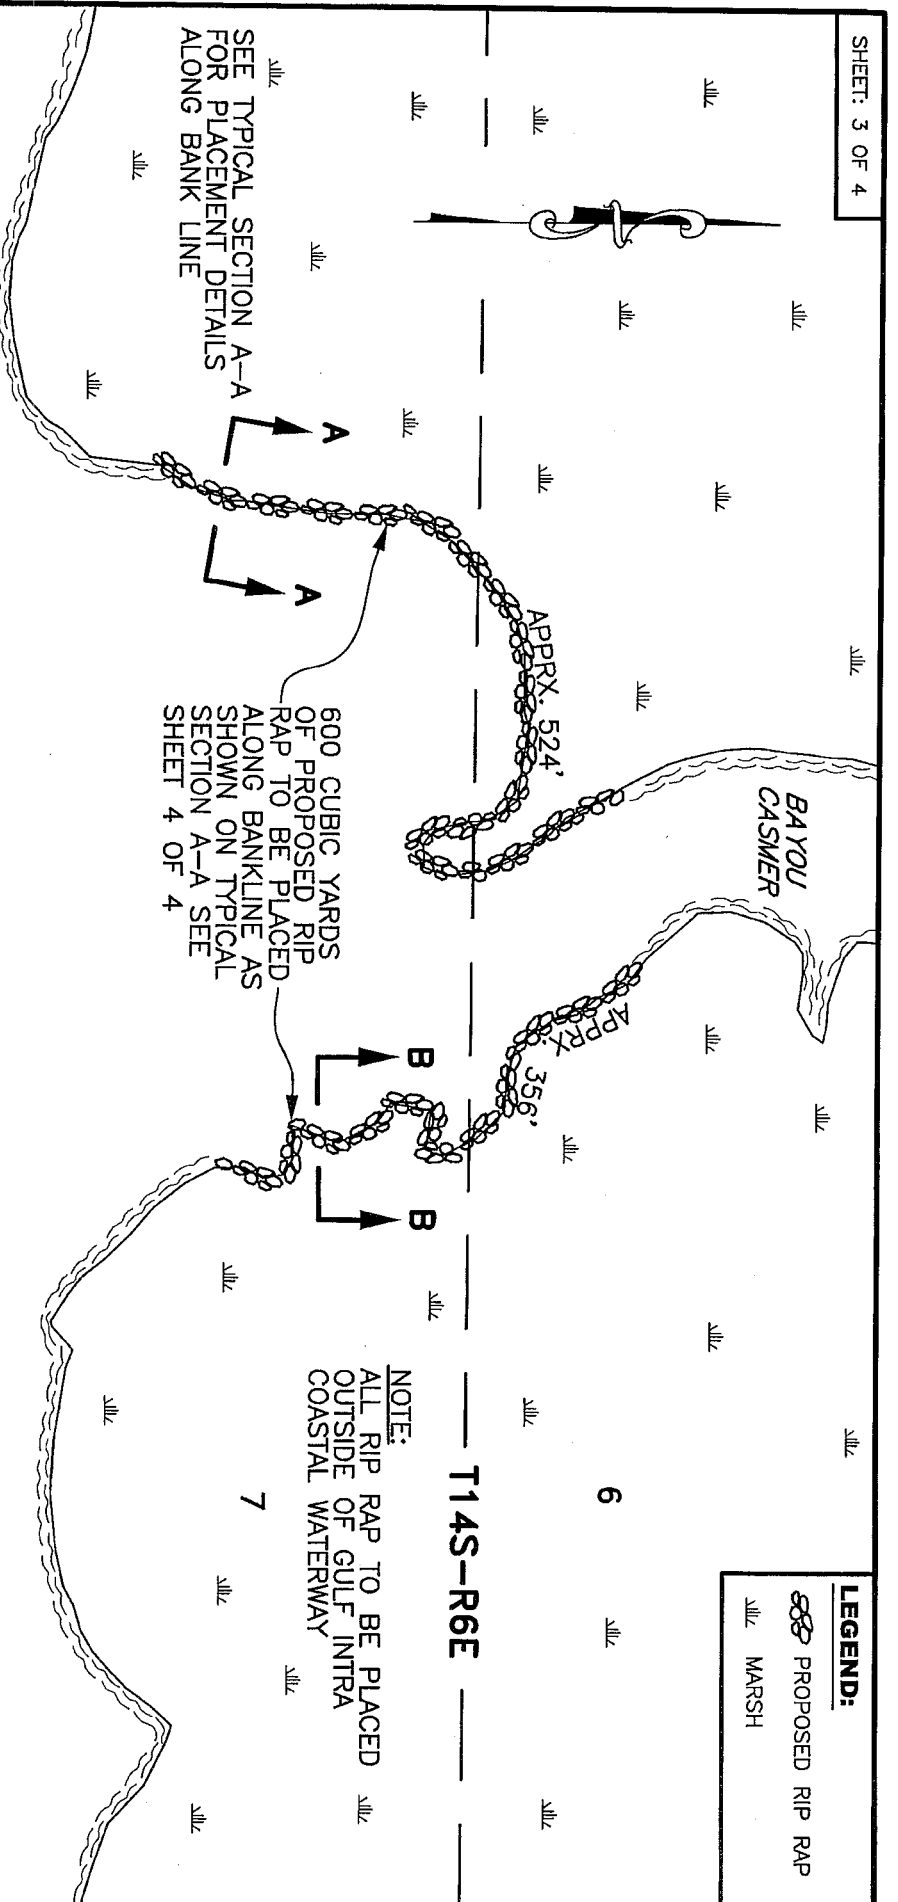 SHEET: 3 OF 4
LEGEND:
PROPOSED RIP RAP
MARSH
BAYOU
CASMER
6
APPRX. 524'
APPRX. 356'
T14S-R6E
A
A
B
B
SEE TYPICAL SECTION A-A
FOR PLACEMENT DETAILS
ALONG BANK LINE
600 CUBIC YARDS
OF PROPOSED RIP
RAP TO BE PLACED
ALONG BANKLINE AS
SHOWN ON TYPICAL
SECTION A-A SEE
SHEET 4 OF 4
NOTE:
ALL RIP RAP TO BE PLACED
OUTSIDE OF GULF INTRA
COASTAL WATERWAY
7